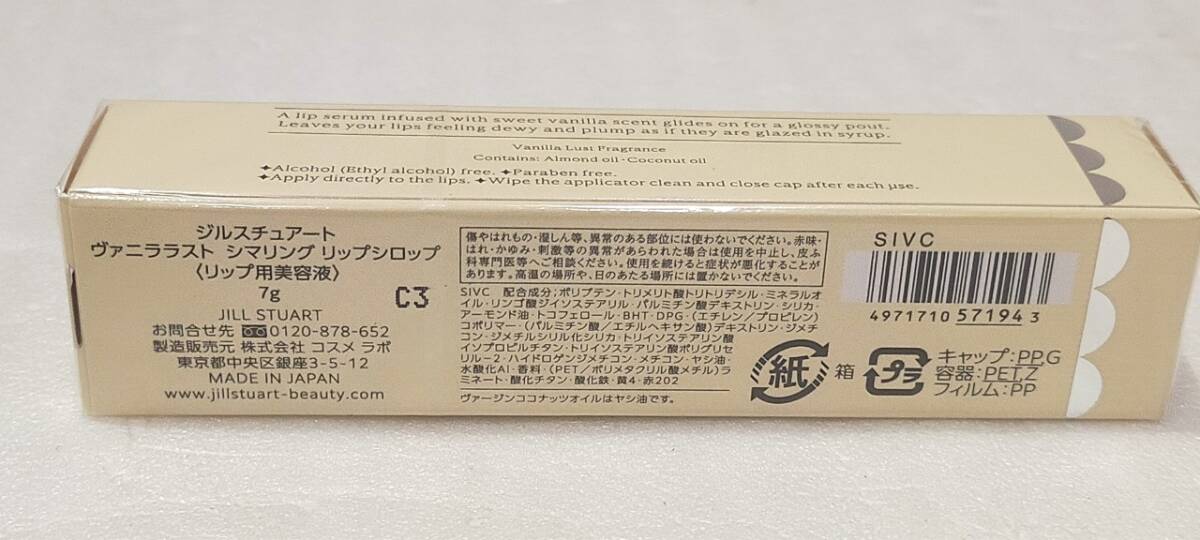 A lip serum infused with sweet vanilla scent glides on for a glossy pout.
Leaves your lips feeling dewy and plump as if they are glazed in syrup.
Vanilla Lust Fragrance
Contains: Almond oil・Coconut oil
✦Alcohol (Ethyl alcohol) free. ✦Paraben free.
✦Apply directly to the lips. ✦Wipe the applicator clean and close cap after each use.
ジルスチュアート
ヴァニララスト シマリング リップシロップ
〈リップ用美容液〉
7g
JILL STUART
お問合せ先 0120-878-652
製造販売元 株式会社 コスメ ラボ
東京都中央区銀座3-5-12
MADE IN JAPAN
www.jillstuart-beauty.com
C3
傷やはれもの・湿しん等、異常のある部位には使わないでください。赤味・
はれ・かゆみ・刺激等の異常があらわれた場合は使用を中止し、皮ふ
科専門医等へご相談ください。使用を続けると症状が悪化することが
あります。高温の場所や、日のあたる場所には置かないでください。
SIVC 配合成分;ポリブテン・トリメリト酸トリトリデシル・ミネラルオ
イル・リンゴ酸ジイソステアリル・パルミチン酸デキストリン・シリカ・
アーモンド油・トコフェロール・BHT・DPG・(エチレン/プロピレン)
コポリマー・(パルミチン酸/エチルヘキサン酸)デキストリン・ジメチ
コン・ジメチルシリル化シリカ・トリイソステアリン酸
イソプロピルチタン・トリイソステアリン酸ポリグリセ
リル-2・ハイドロゲンジメチコン・メチコン・ヤシ油・
水酸化Al・香料・(PET/ポリメタクリル酸メチル)ラ
ミネート・酸化チタン・酸化鉄・黄4・赤202
ヴァージンココナッツオイルはヤシ油です。
SIVC
4971710 57194 3
紙 箱
プラ
キャップ:PP,G
容器:PET,Z
フィルム:PP